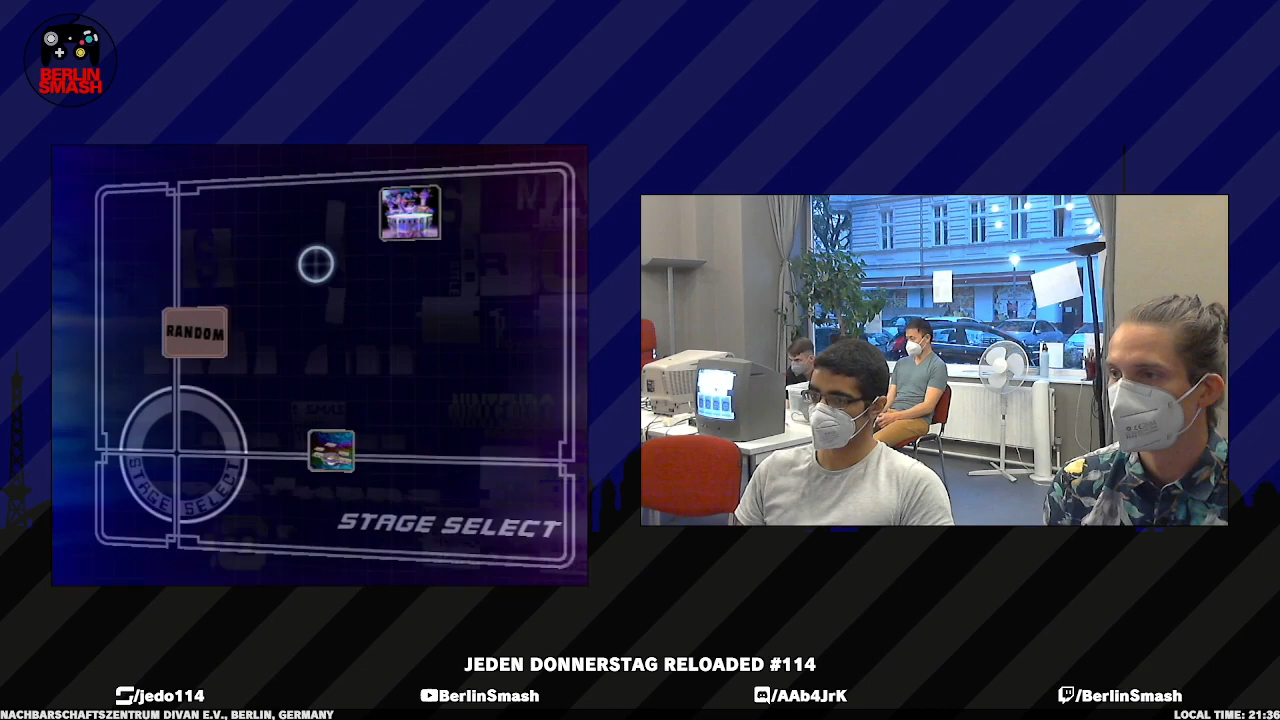 BERLIN
SMASH
RANDOM
STAGE SELECT
STAGE SELECT
JEDEN DONNERSTAG RELOADED #114
/jedo114
BerlinSmash
/AAb4JrK
/BerlinSmash
NACHBARSCHAFTSZENTRUM DIVAN E.V., BERLIN, GERMANY
LOCAL TIME: 21:36